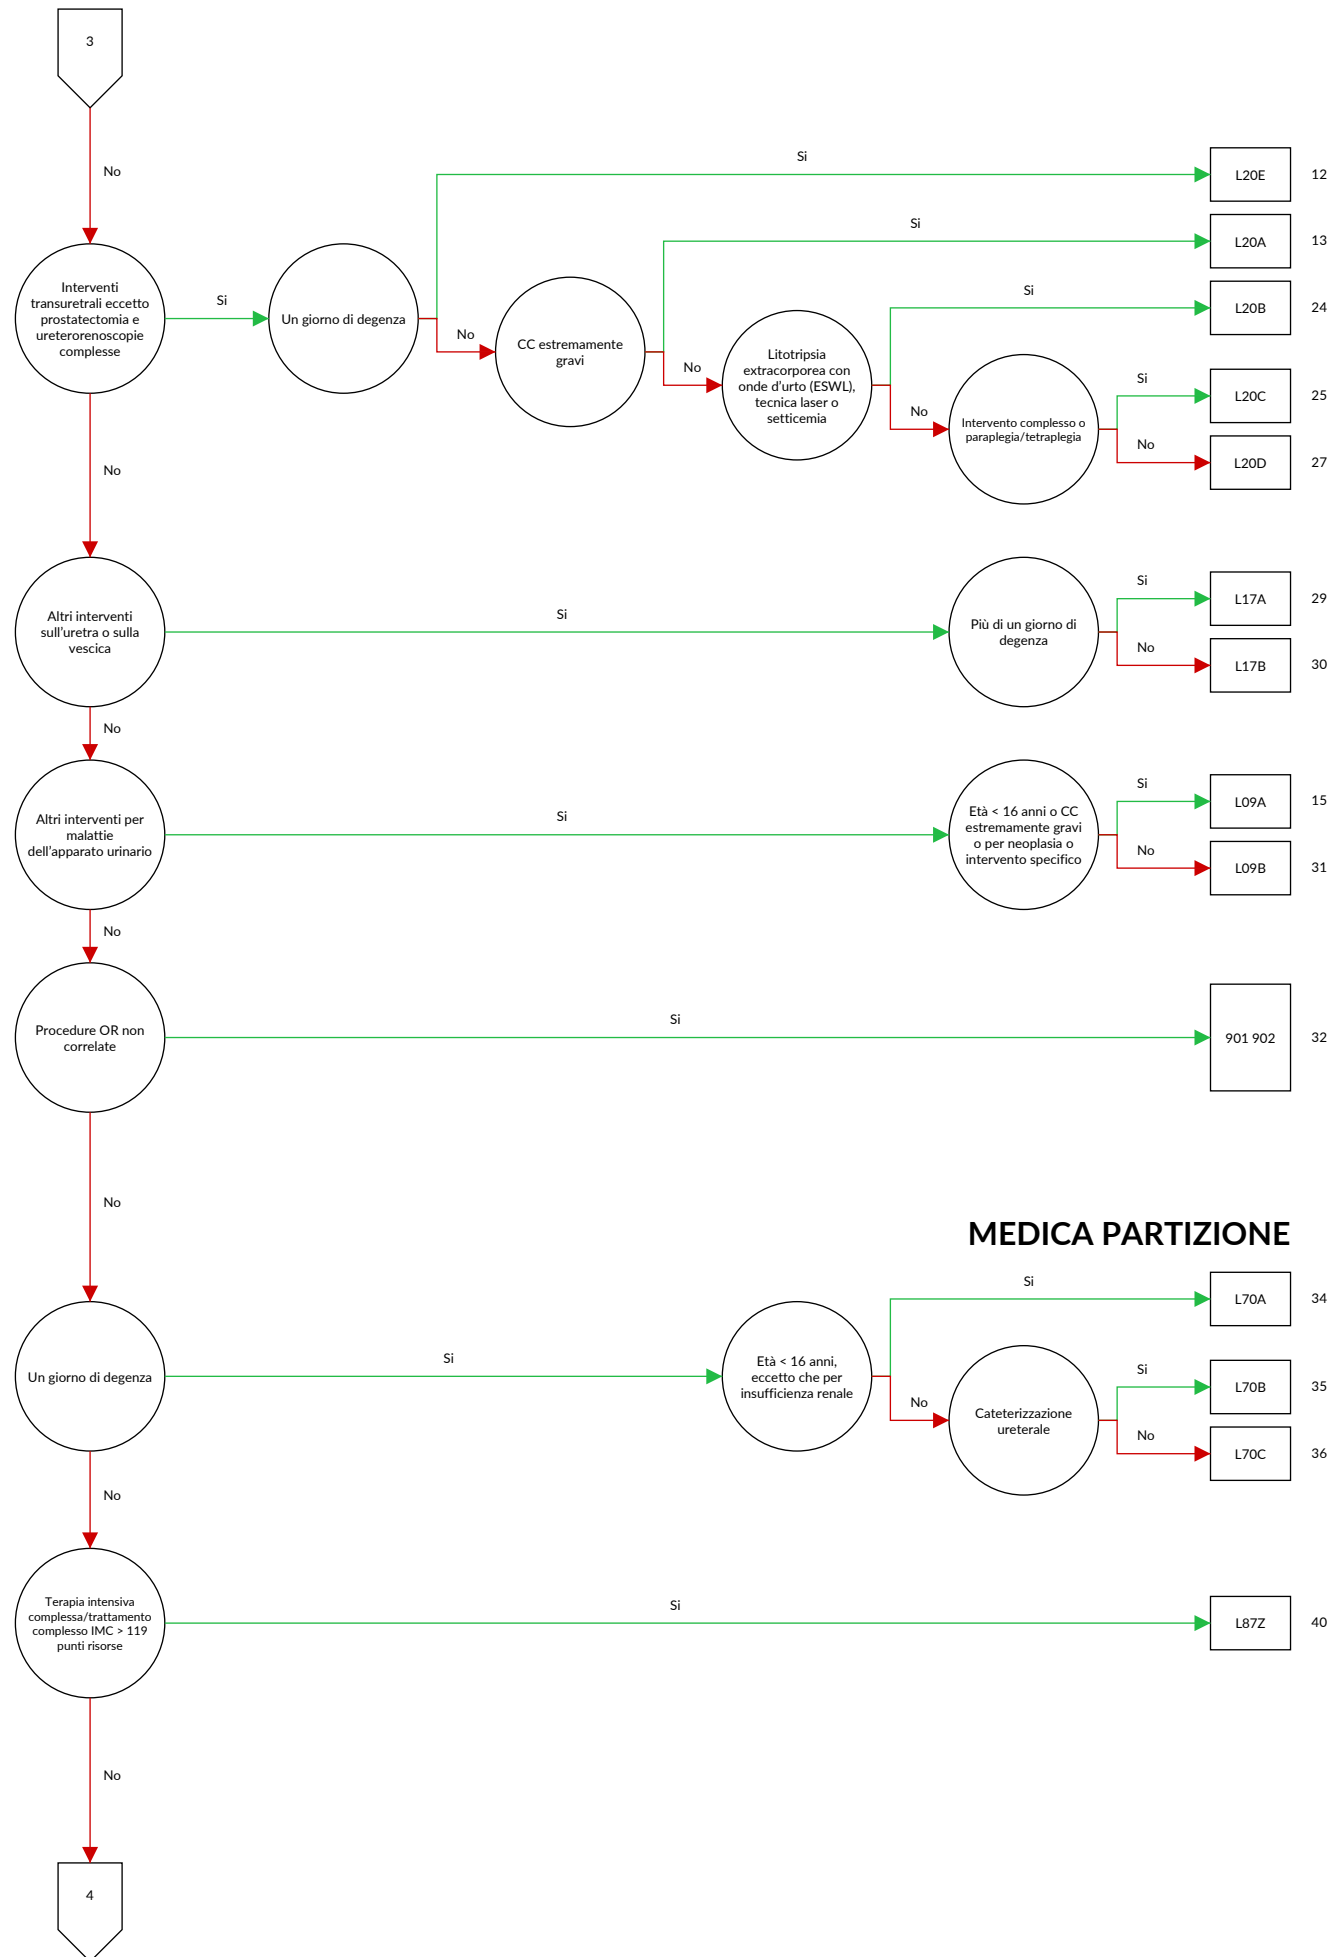 3
No
Si
L20E
12
Si
L20A
13
Interventi
transuretrali eccetto
prostatectomia e
ureterorenoscopie
complesse
Si
Un giorno di degenza
No
CC estremamente
gravi
No
Litotripsia
extracorporea con
onde d'urto (ESWL),
tecnica laser o
setticemia
Si
L20B
24
No
Intervento complesso o
paraplegia/tetraplegia
Si
L20C
25
No
L20D
27
No
Altri interventi
sull'uretra o sulla
vescica
Si
Più di un giorno di
degenza
Si
L17A
29
No
L17B
30
No
Altri interventi per
malattie
dell'apparato urinario
Si
Età < 16 anni o CC
estremamente gravi
o per neoplasia o
intervento specifico
Si
L09A
15
No
L09B
31
No
Procedure OR non
correlate
Si
901 902
32
No
MEDICA PARTIZIONE
Un giorno di degenza
Si
Età < 16 anni,
eccetto che per
insufficienza renale
Si
L70A
34
No
Cateterizzazione
ureterale
Si
L70B
35
No
L70C
36
No
Terapia intensiva
complessa/trattamento
complesso IMC > 119
punti risorse
Si
L87Z
40
No
4